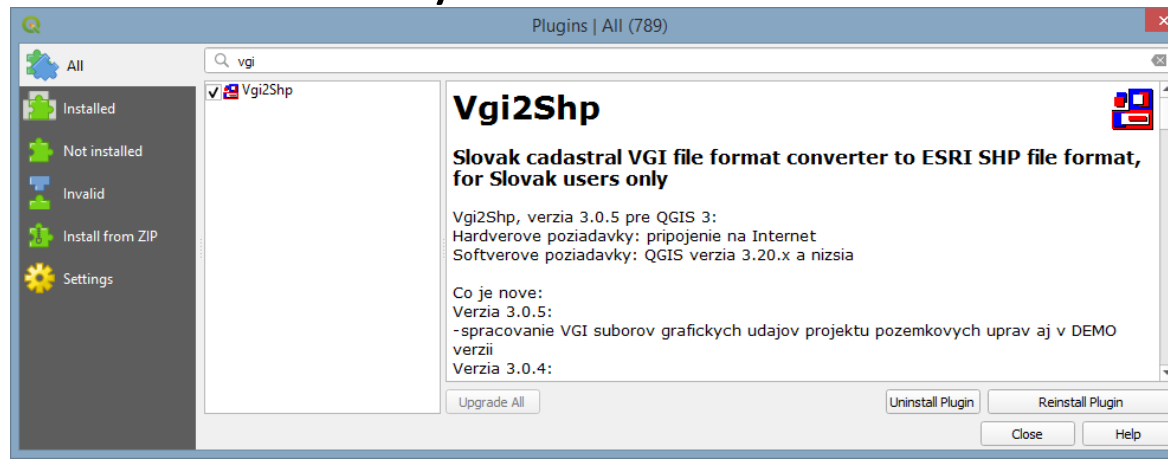 Plugins | All (789)
All
vgi
Installed
Not installed
Invalid
Install from ZIP
Settings
Vgi2Shp
Vgi2Shp
Slovak cadastral VGI file format converter to ESRI SHP file format,
for Slovak users only
Vgi2Shp, verzia 3.0.5 pre QGIS 3:
Hardverove poziadavky: pripojenie na Internet
Softverove poziadavky: QGIS verzia 3.20.x a nizsia
Co je nove:
Verzia 3.0.5:
-spracovanie VGI suborov grafickych udajov projektu pozemkovych uprav aj v DEMO
verzii
Verzia 3.0.4:
Upgrade All
Uninstall Plugin
Reinstall Plugin
Close
Help